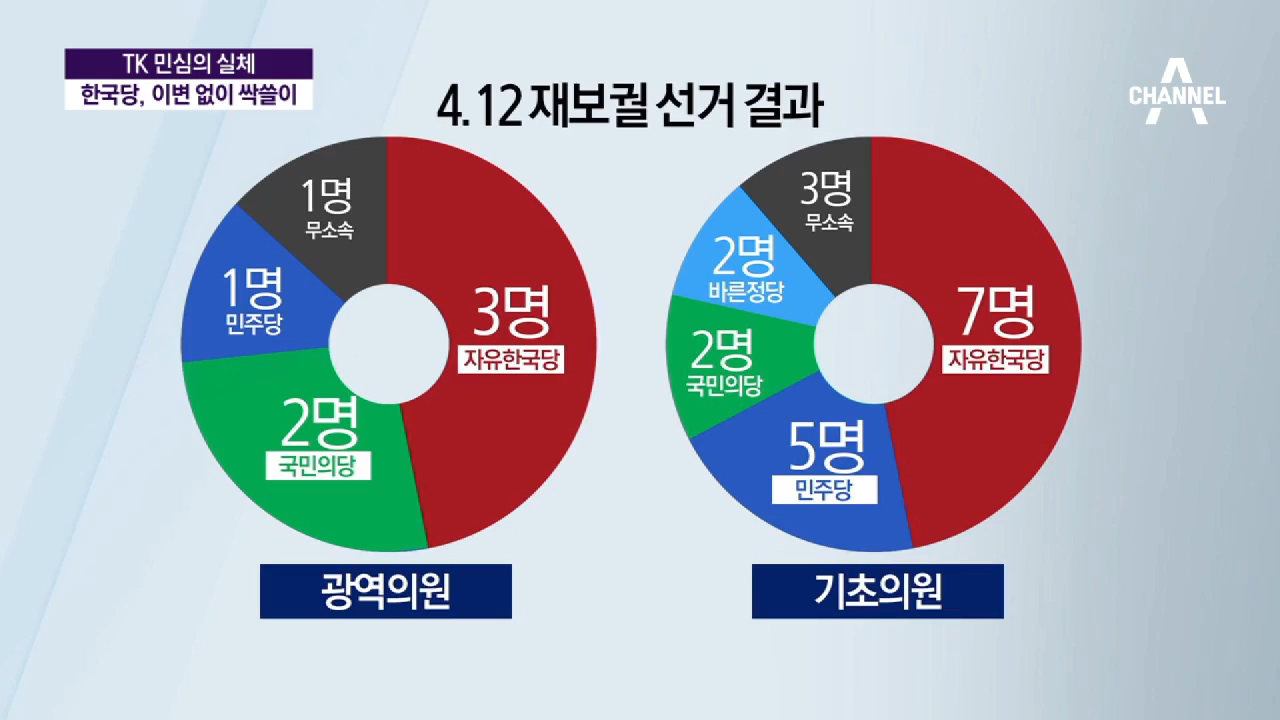 TK 민심의 실체
한국당, 이변 없이 싹쓸이
4. 12 재보궐 선거 결과
A
CHANNEL
1명
무소속
1명
민주당
3명
자유한국당
2명
국민의당
광역의원
3명
무소속
2명
바른정당
2명
국민의당
7명
자유한국당
5명
민주당
기초의원